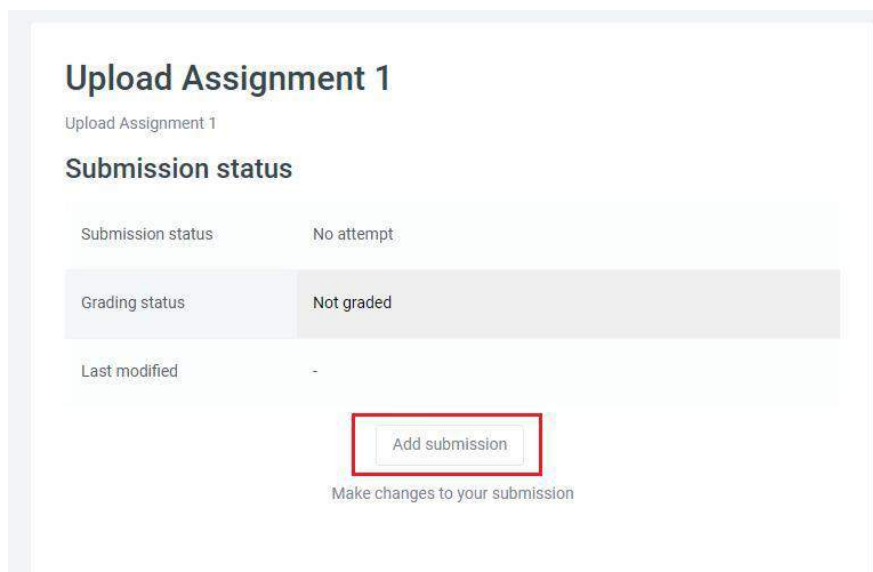 Upload Assignment 1
Upload Assignment 1
Submission status
Submission status No attempt
Grading status Not graded
Last modified -
Add submission
Make changes to your submission